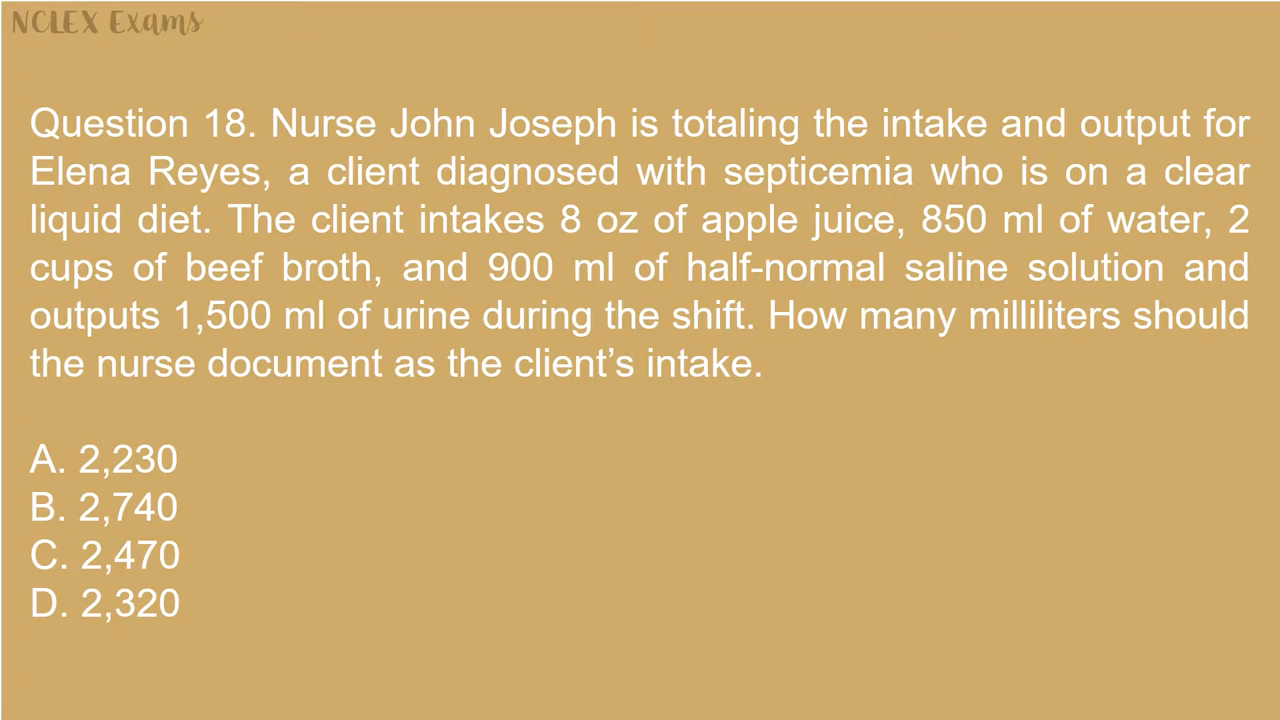 NCLEX Exams
Question 18. Nurse John Joseph is totaling the intake and output for
Elena Reyes, a client diagnosed with septicemia who is on a clear
liquid diet. The client intakes 8 oz of apple juice, 850 ml of water, 2
cups of beef broth, and 900 ml of half-normal saline solution and
outputs 1,500 ml of urine during the shift. How many milliliters should
the nurse document as the client’s intake.
A. 2,230
B. 2,740
C. 2,470
D. 2,320